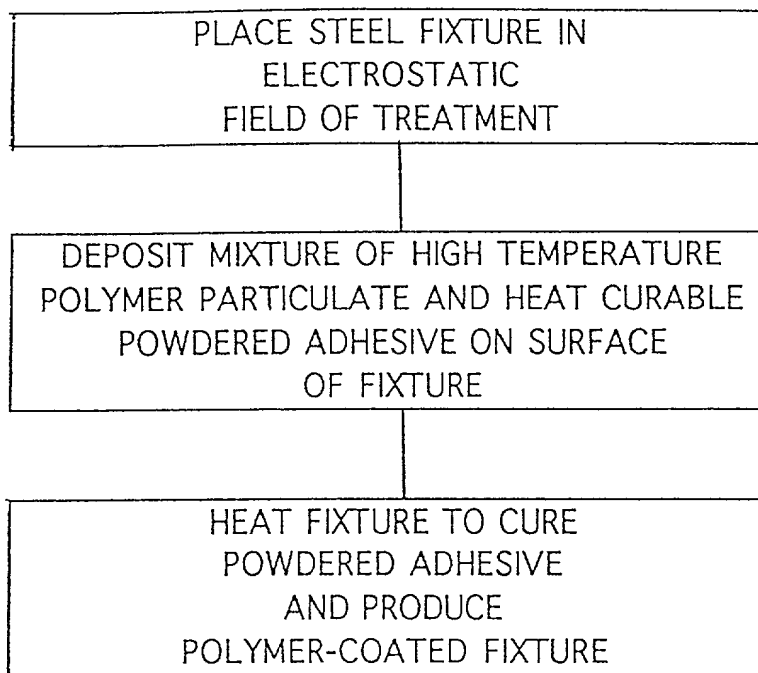 PLACE STEEL FIXTURE IN
ELECTROSTATIC
FIELD OF TREATMENT
DEPOSIT MIXTURE OF HIGH TEMPERATURE
POLYMER PARTICULATE AND HEAT CURABLE
POWDERED ADHESIVE ON SURFACE
OF FIXTURE
HEAT FIXTURE TO CURE
POWDERED ADHESIVE
AND PRODUCE
POLYMER-COATED FIXTURE